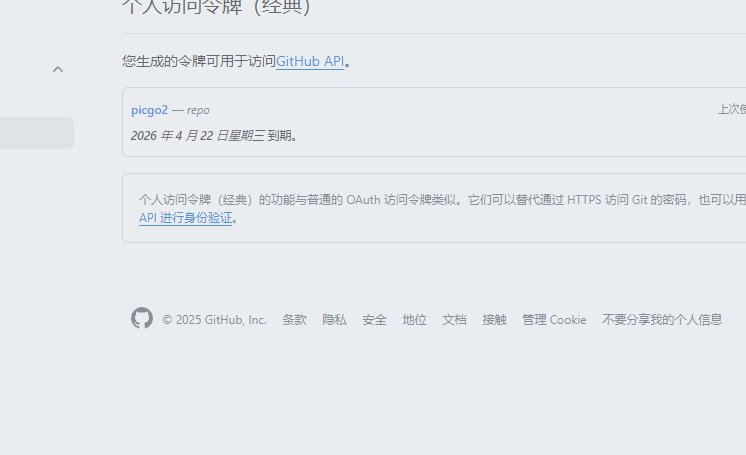 个人访问令牌（经典）
您生成的令牌可用于访问GitHub API。
picgo2 — repo
上次使
2026 年 4 月 22 日星期三 到期。
个人访问令牌（经典）的功能与普通的 OAuth 访问令牌类似。它们可以替代通过 HTTPS 访问 Git 的密码，也可以用
API 进行身份验证。
© 2025 GitHub, Inc. 条款 隐私 安全 地位 文档 接触 管理 Cookie 不要分享我的个人信息